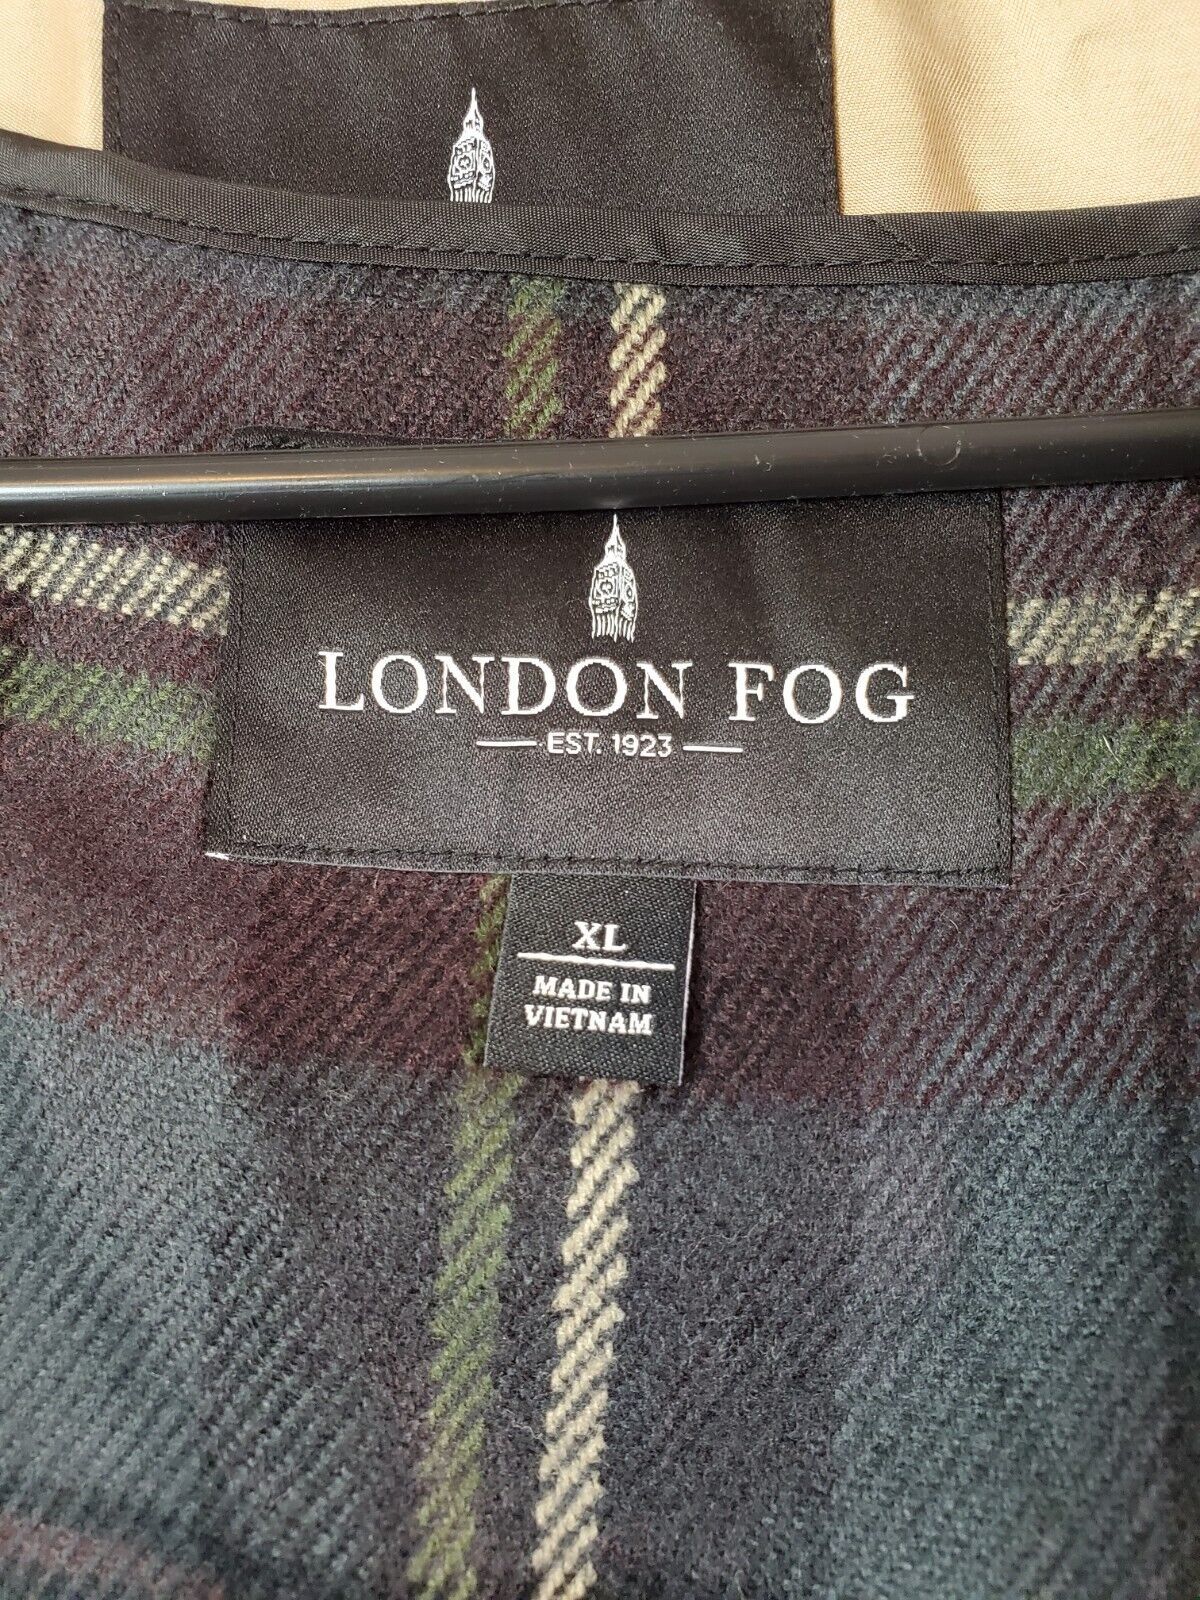 LONDON FOG
EST. 1923
XL
MADE IN
VIETNAM